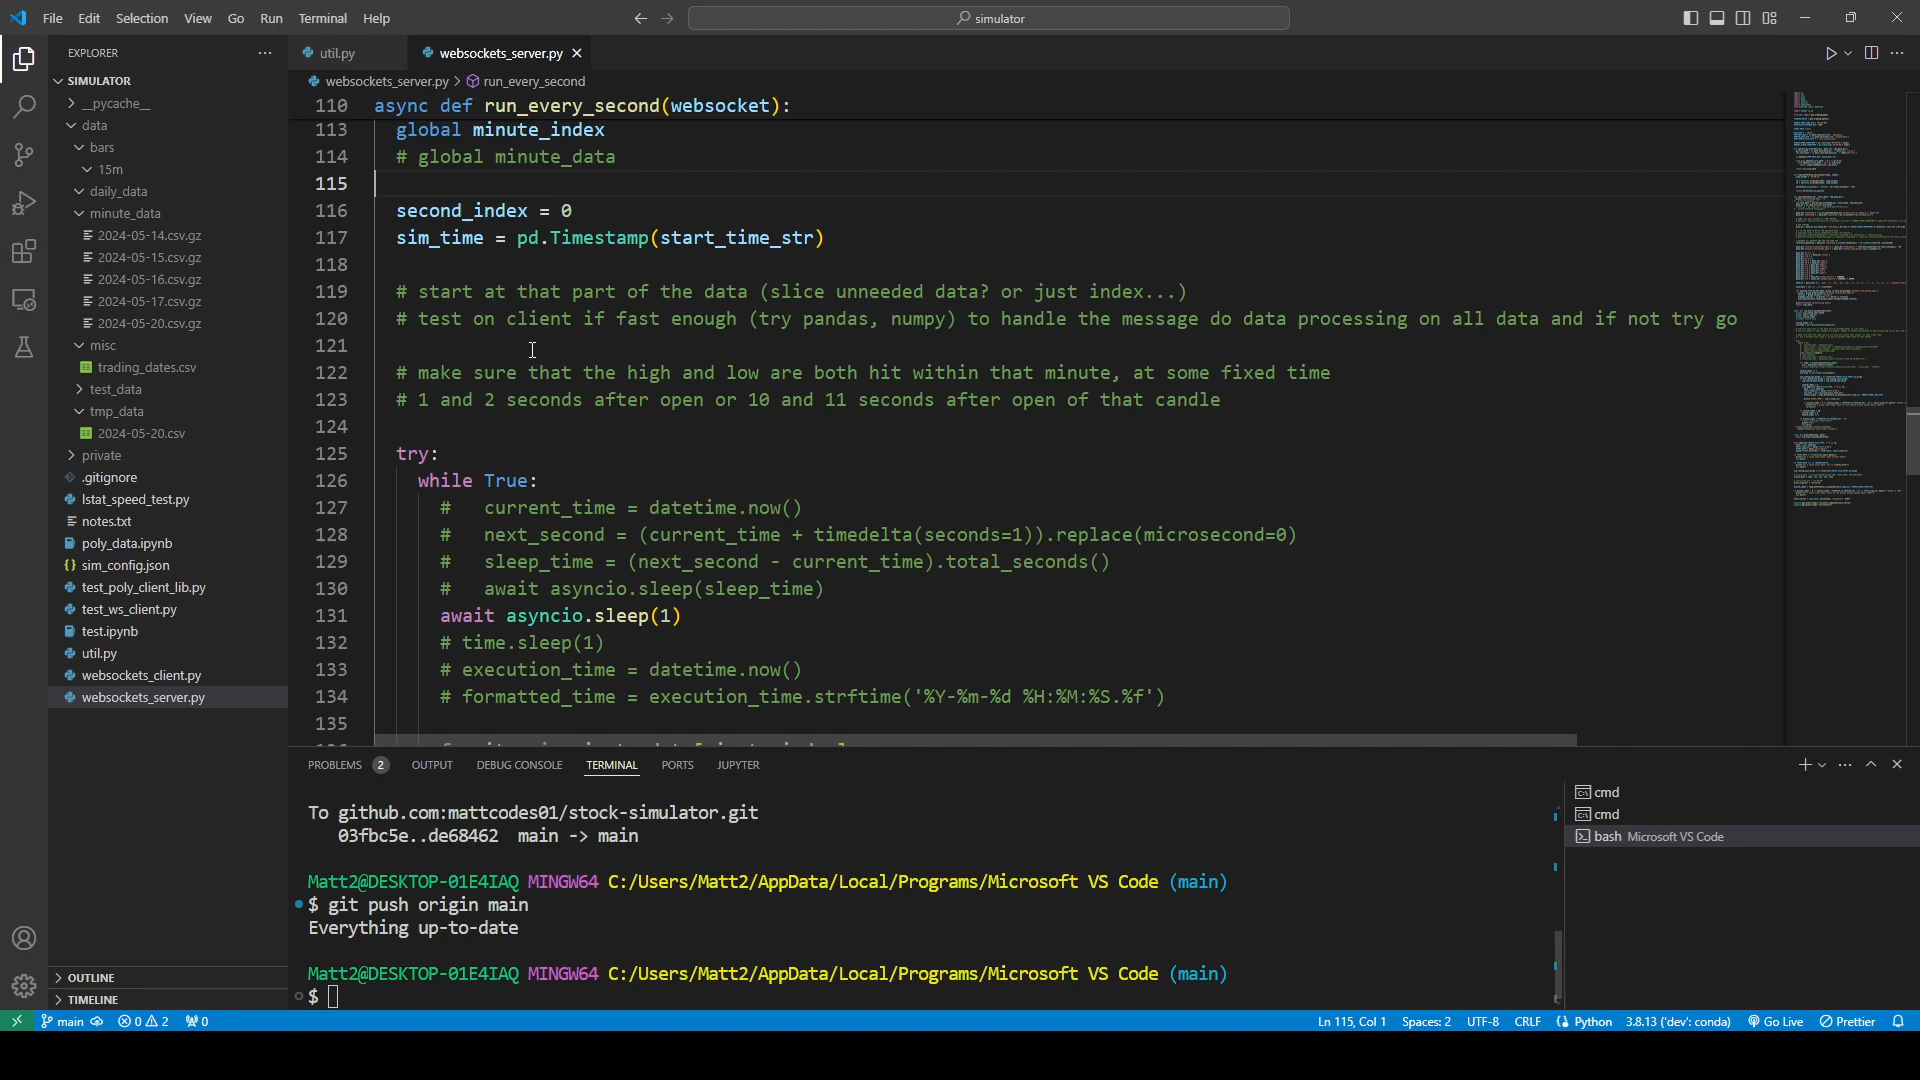 File Edit Selection View Go Run Terminal Help
simulator
EXPLORER
util.py
websockets_server.py
SIMULATOR
websockets_server.py > run_every_second
__pycache__
data
bars
15m
daily_data
minute_data
2024-05-14.csv.gz
2024-05-15.csv.gz
2024-05-16.csv.gz
2024-05-17.csv.gz
2024-05-20.csv.gz
misc
trading_dates.csv
test_data
tmp_data
2024-05-20.csv
private
.gitignore
lstat_speed_test.py
notes.txt
poly_data.ipynb
sim_config.json
test_poly_client_lib.py
test_ws_client.py
test.ipynb
util.py
websockets_client.py
websockets_server.py
OUTLINE
TIMELINE
110 async def run_every_second(websocket):
113 global minute_index
114 # global minute_data
115
116 second_index = 0
117 sim_time = pd.Timestamp(start_time_str)
118
119 # start at that part of the data (slice unneeded data? or just index...)
120 # test on client if fast enough (try pandas, numpy) to handle the message do data processing on all data and if not try go
121
122 # make sure that the high and low are both hit within that minute, at some fixed time
123 # 1 and 2 seconds after open or 10 and 11 seconds after open of that candle
124
125 try:
126 while True:
127 # current_time = datetime.now()
128 # next_second = (current_time + timedelta(seconds=1)).replace(microsecond=0)
129 # sleep_time = (next_second - current_time).total_seconds()
130 # await asyncio.sleep(sleep_time)
131 await asyncio.sleep(1)
132 # time.sleep(1)
133 # execution_time = datetime.now()
134 # formatted_time = execution_time.strftime('%Y-%m-%d %H:%M:%S.%f')
135
PROBLEMS 2 OUTPUT DEBUG CONSOLE TERMINAL PORTS JUPYTER
To github.com:mattcodes01/stock-simulator.git
03fbc5e..de68462 main -> main
Matt2@DESKTOP-01E4IAQ MINGW64 C:/Users/Matt2/AppData/Local/Programs/Microsoft VS Code (main)
$ git push origin main
Everything up-to-date
Matt2@DESKTOP-01E4IAQ MINGW64 C:/Users/Matt2/AppData/Local/Programs/Microsoft VS Code (main)
$
cmd
cmd
bash Microsoft VS Code
main 0 2 0 Ln 115, Col 1 Spaces: 2 UTF-8 CRLF Python 3.8.13 ('dev': conda) Go Live Prettier